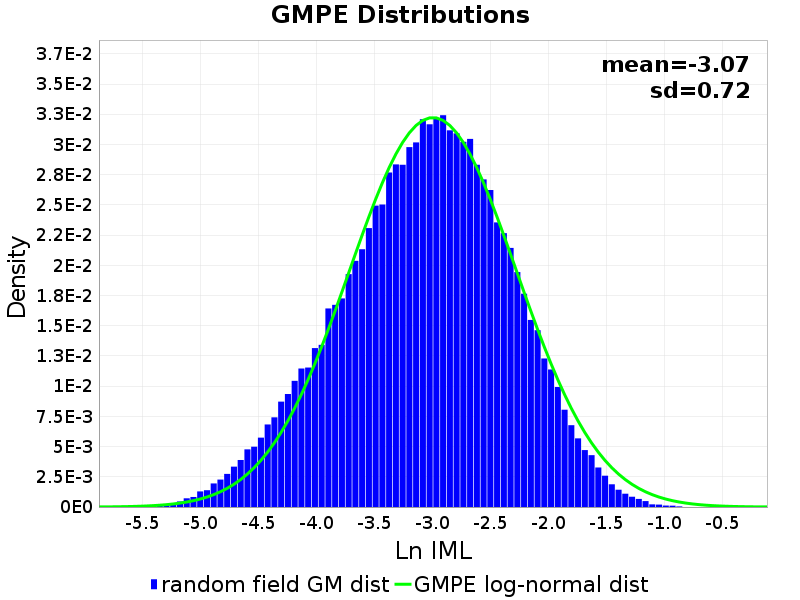 GMPE Distributions
mean=-3.07
sd=0.72
3.7E-2
3.5E-2
3.3E-2
3E-2
2.8E-2
2.5E-2
2.2E-2
2E-2
1.8E-2
1.5E-2
1.3E-2
1E-2
7.5E-3
5E-3
2.5E-3
0E0
Density
-5.5 -5.0 -4.5 -4.0 -3.5 -3.0 -2.5 -2.0 -1.5 -1.0 -0.5
Ln IML
random field GM dist GMPE log-normal dist